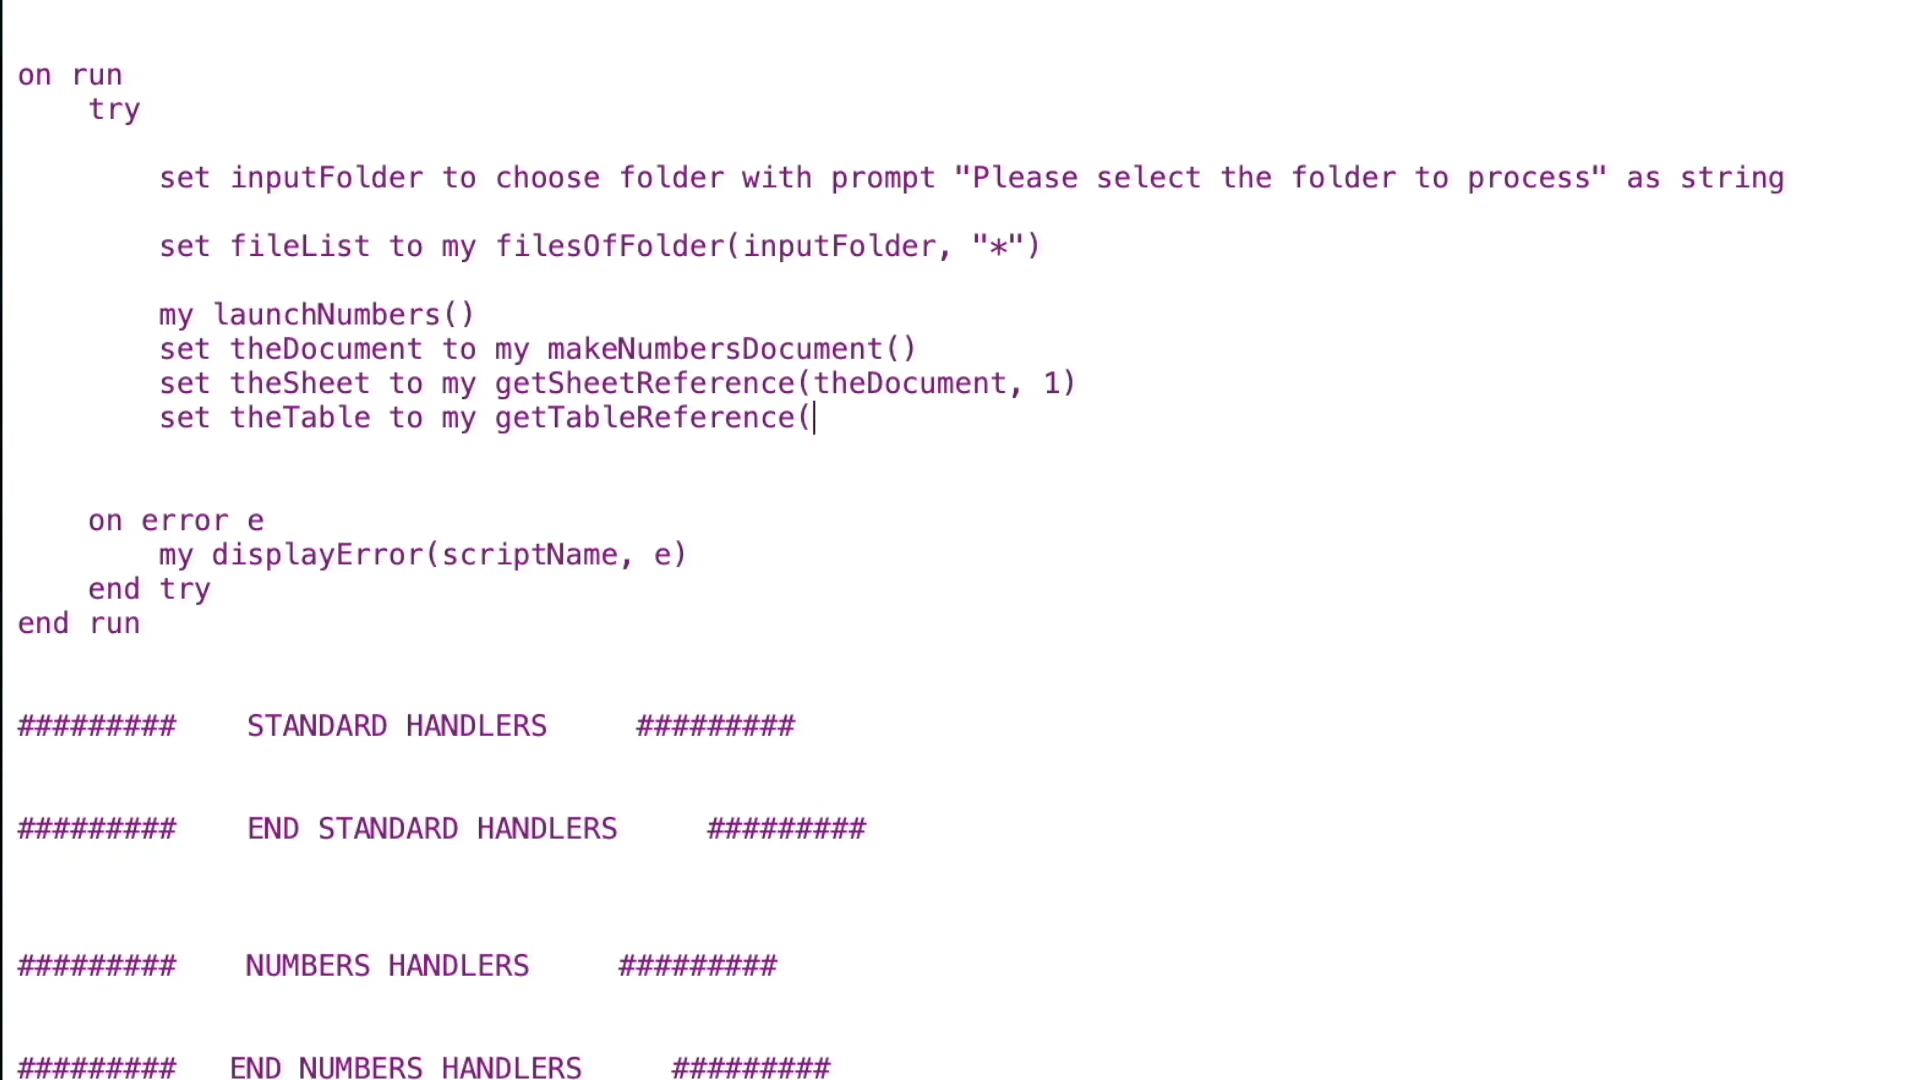 on run
try
set inputFolder to choose folder with prompt "Please select the folder to process" as string
set fileList to my filesOfFolder(inputFolder, "*")
my launchNumbers()
set theDocument to my makeNumbersDocument()
set theSheet to my getSheetReference(theDocument, 1)
set theTable to my getTableReference(
on error e
my displayError(scriptName, e)
end try
end run
######### STANDARD HANDLERS #########
######### END STANDARD HANDLERS #########
######### NUMBERS HANDLERS #########
######### END NUMBERS HANDLERS #########